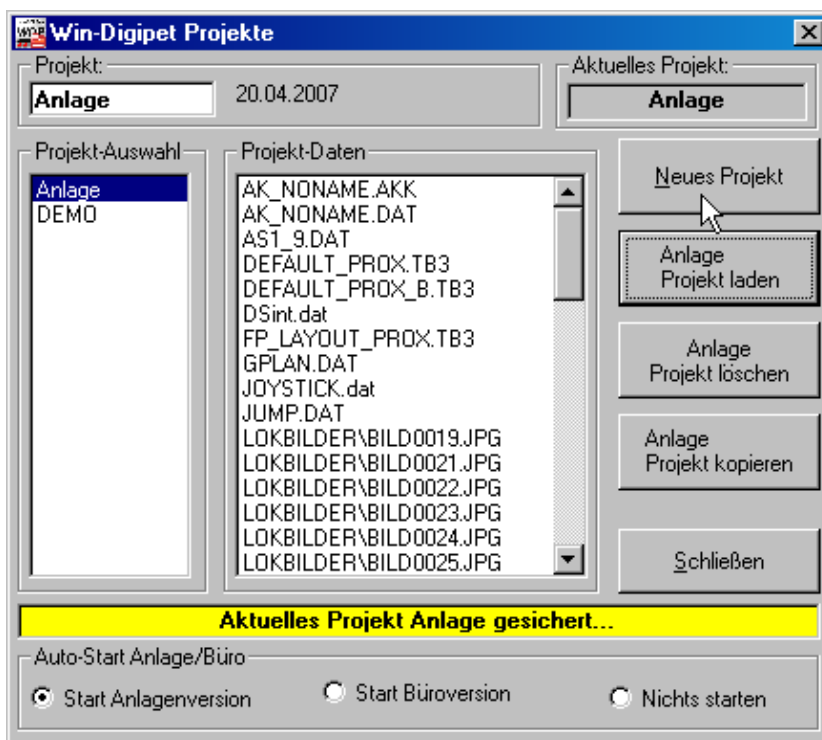 Win-Digipet Projekte
Projekt:
Anlage
20.04.2007
Aktuelles Projekt:
Anlage
Projekt-Auswahl
Anlage
DEMO
Projekt-Daten
AK_NONAME.AKK
AK_NONAME.DAT
AS1_9.DAT
DEFAULT_PROX.TB3
DEFAULT_PROX_B.TB3
DSint.dat
FP_LAYOUT_PROX.TB3
GPLAN.DAT
JOYSTICK.dat
JUMP.DAT
LOKBILDER\BILD0019.JPG
LOKBILDER\BILD0021.JPG
LOKBILDER\BILD0022.JPG
LOKBILDER\BILD0023.JPG
LOKBILDER\BILD0024.JPG
LOKBILDER\BILD0025.JPG
Neues Projekt
Anlage
Projekt laden
Anlage
Projekt löschen
Anlage
Projekt kopieren
Schließen
Aktuelles Projekt Anlage gesichert...
Auto-Start Anlage/Büro
Start Anlagenversion
Start Büroversion
Nichts starten